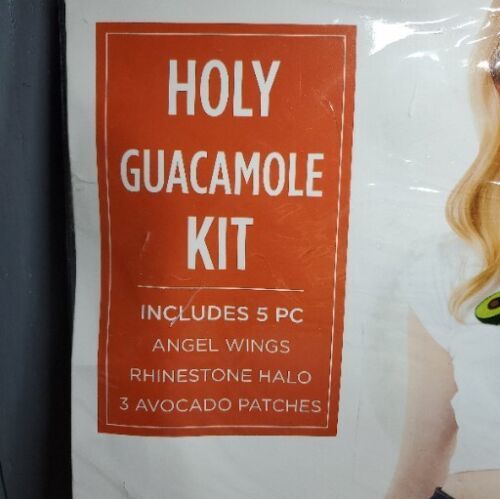 HOLY
GUACAMOLE
KIT
INCLUDES 5 PC
ANGEL WINGS
RHINESTONE HALO
3 AVOCADO PATCHES